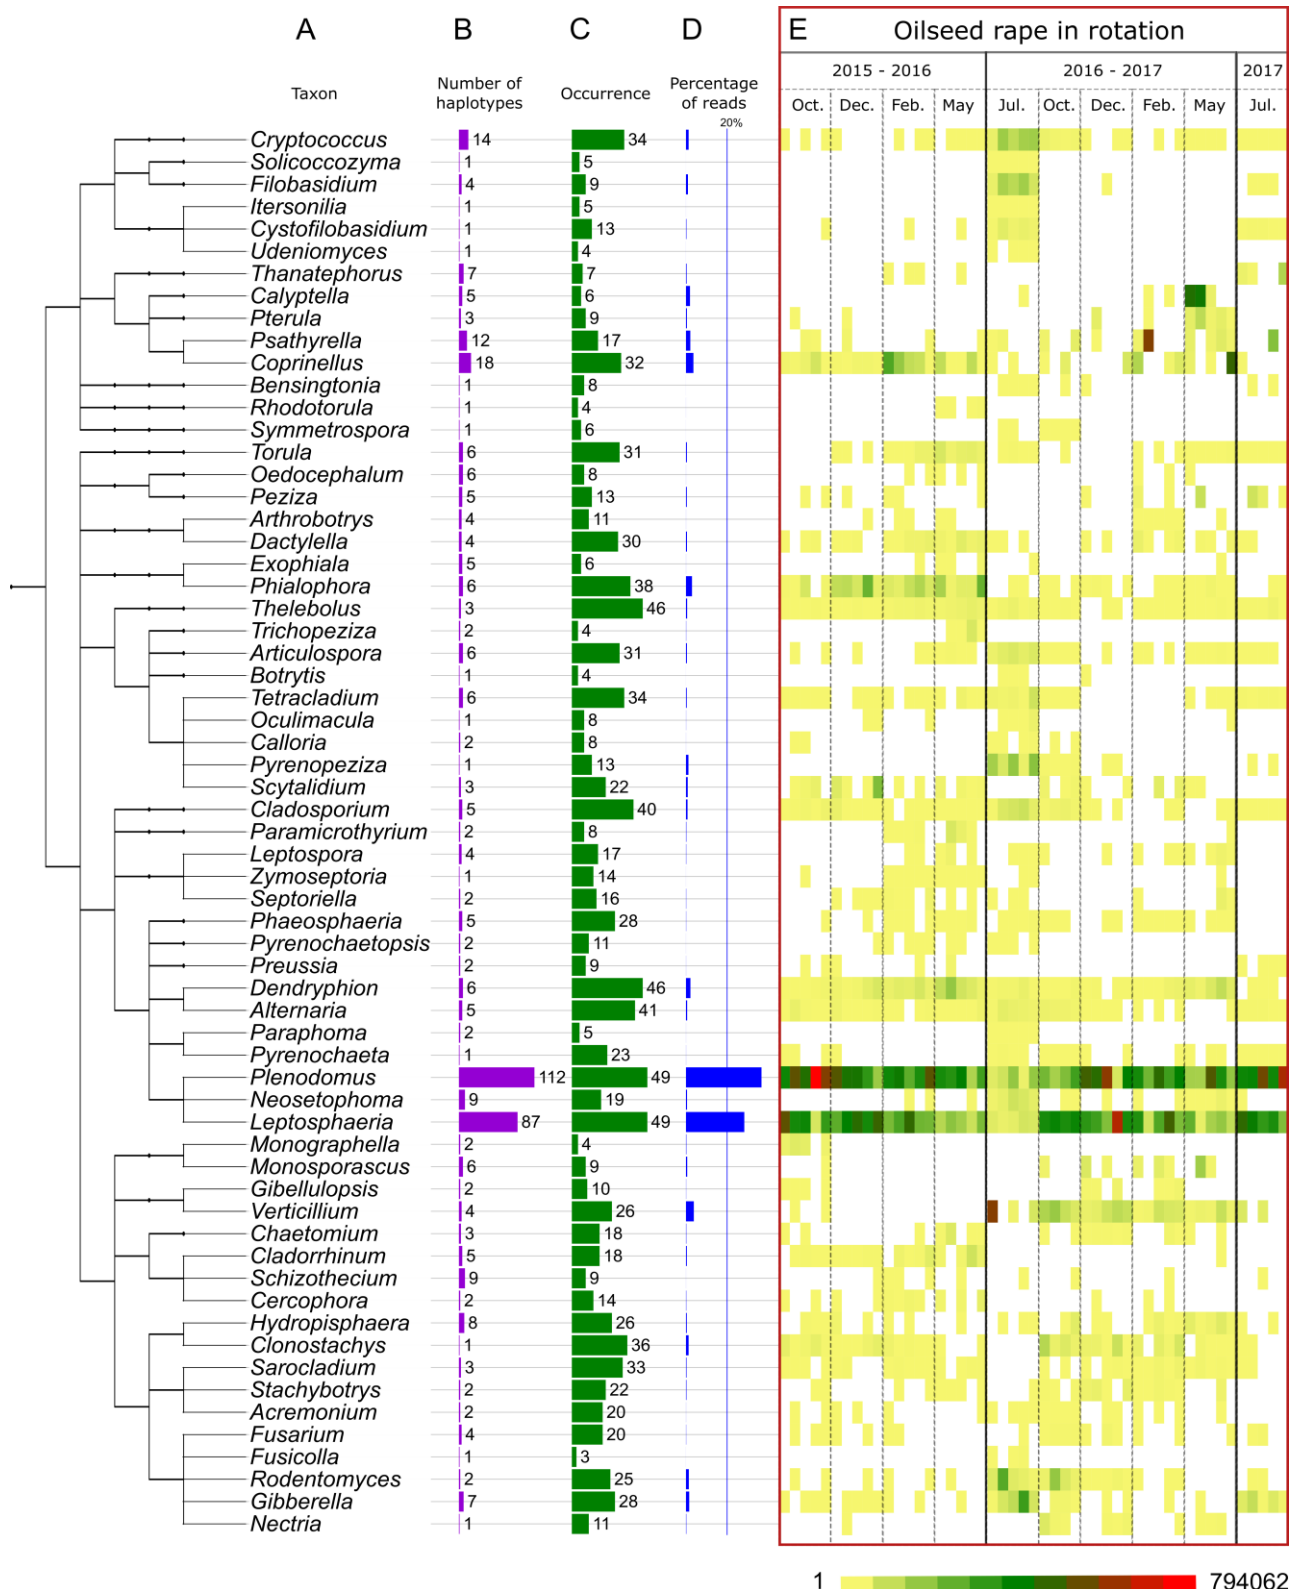 A B C D E Oilseed rape in rotation
Taxon Number of haplotypes Occurrence Percentage of reads
20%
2015 - 2016 2016 - 2017 2017
Oct. Dec. Feb. May Jul. Oct. Dec. Feb. May Jul.
Cryptococcus 14 34
Solicoccozyma 1 5
Filobasidium 4 9
Itersonilia 1 5
Cystofilobasidium 1 13
Udeniomyces 1 4
Thanatephorus 7 7
Calyptella 5 6
Pterula 3 9
Psathyrella 12 17
Coprinellus 18 32
Bensingtonia 1 8
Rhodotorula 1 4
Symmetrospora 1 6
Torula 6 31
Oedocephalum 6 8
Peziza 5 13
Arthrobotrys 4 11
Dactylella 4 30
Exophiala 5 6
Phialophora 6 38
Thelebolus 3 46
Trichopeziza 2 4
Articulospora 6 31
Botrytis 1 4
Tetracladium 6 34
Oculimacula 1 8
Calloria 2 8
Pyrenopeziza 1 13
Scytalidium 3 22
Cladosporium 5 40
Paramicrothyrium 2 8
Leptospora 4 17
Zymoseptoria 1 14
Septoriella 2 16
Phaeosphaeria 5 28
Pyrenochaetopsis 2 11
Preussia 2 9
Dendryphion 6 46
Alternaria 5 41
Paraphoma 2 5
Pyrenochaeta 1 23
Plenodomus 112 49
Neosetophoma 9 19
Leptosphaeria 87 49
Monographella 2 4
Monosporascus 6 9
Gibellulopsis 2 10
Verticillium 4 26
Chaetomium 3 18
Cladorrhinum 5 18
Schizothecium 9 9
Cercophora 2 14
Hydropisphaera 8 26
Clonostachys 1 36
Sarocladium 3 33
Stachybotrys 2 22
Acremonium 2 20
Fusarium 4 20
Fusicolla 1 3
Rodentomyces 2 25
Gibberella 7 28
Nectria 1 11
1 794062